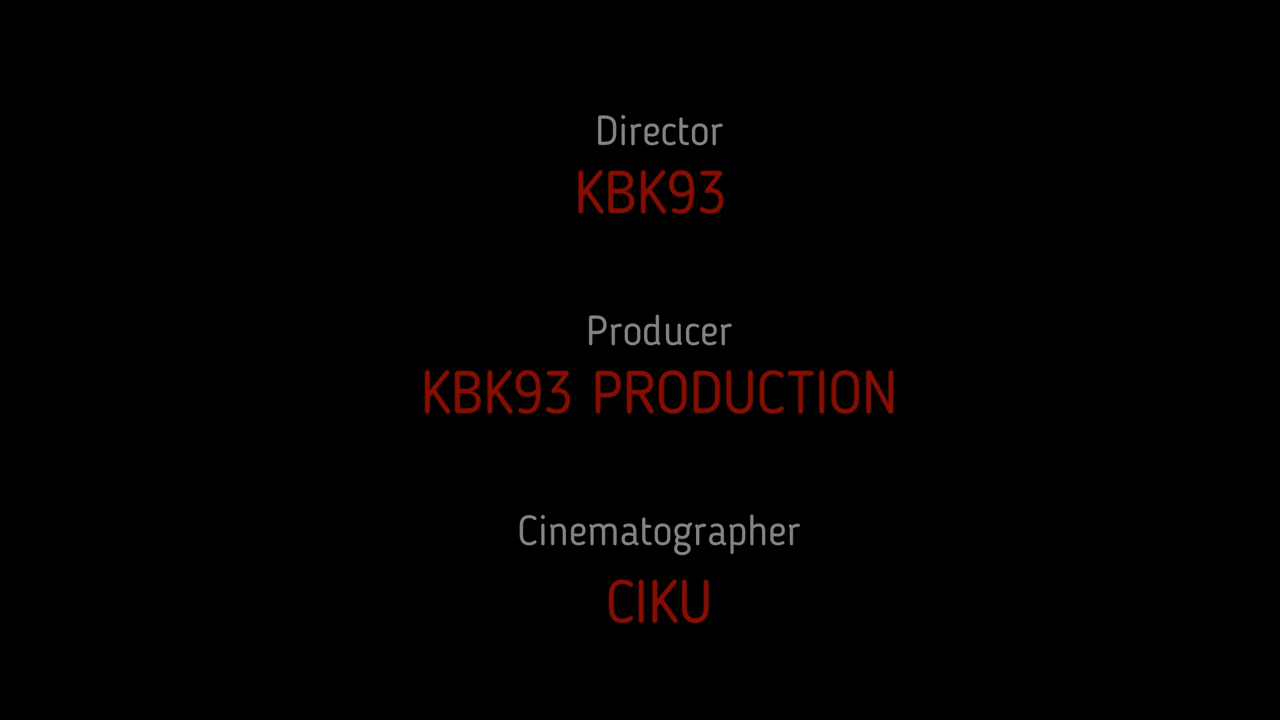 Director
KBK93
Producer
KBK93 PRODUCTION
Cinematographer
CIKU